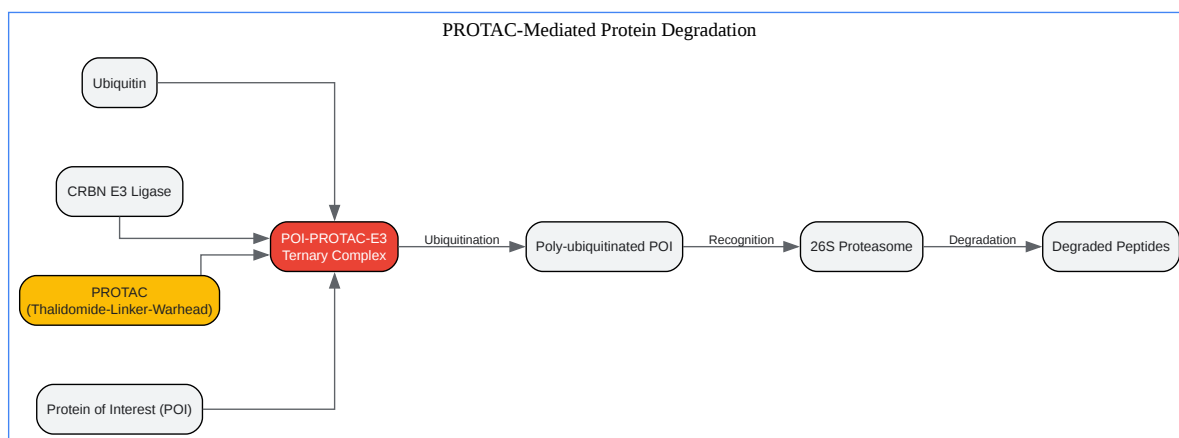 PROTAC-Mediated Protein Degradation
Ubiquitin
CRBN E3 Ligase
PROTAC
(Thalidomide-Linker-Warhead)
Protein of Interest (POI)
POI-PROTAC-E3
Ternary Complex
Ubiquitination
Poly-ubiquitinated POI
Recognition
26S Proteasome
Degradation
Degraded Peptides